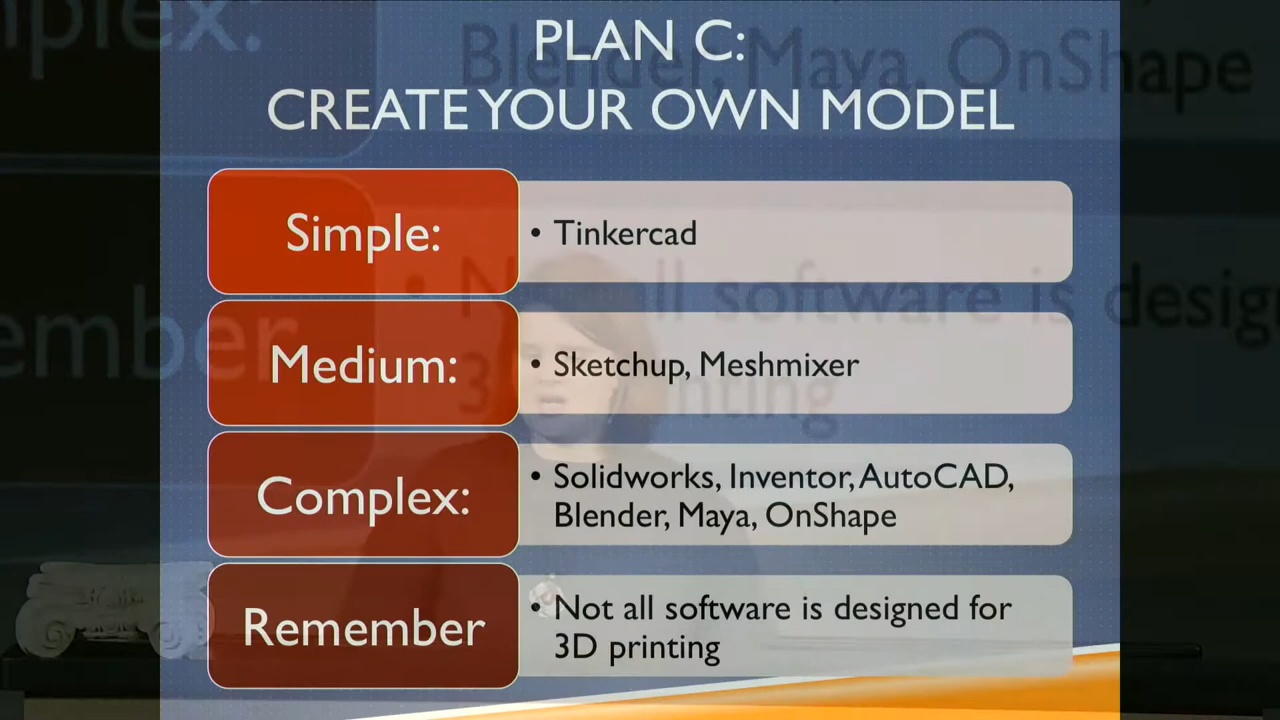 PLAN C:
CREATE YOUR OWN MODEL
Simple:
• Tinkercad
Medium:
• Sketchup, Meshmixer
Complex:
• Solidworks, Inventor, AutoCAD,
Blender, Maya, OnShape
Remember
• Not all software is designed for
3D printing